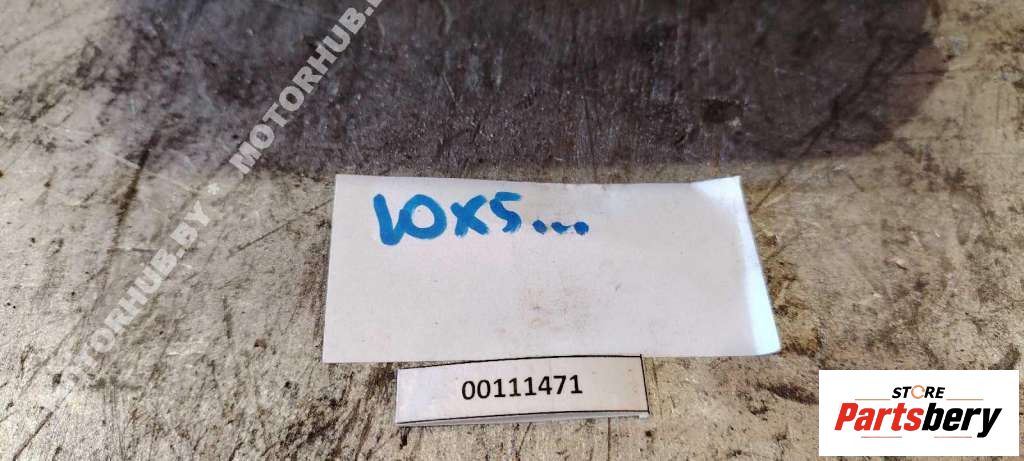 MOTORHUB.BY * MOTORHUB.BY
10X5...
00111471
STORE
Partsbery